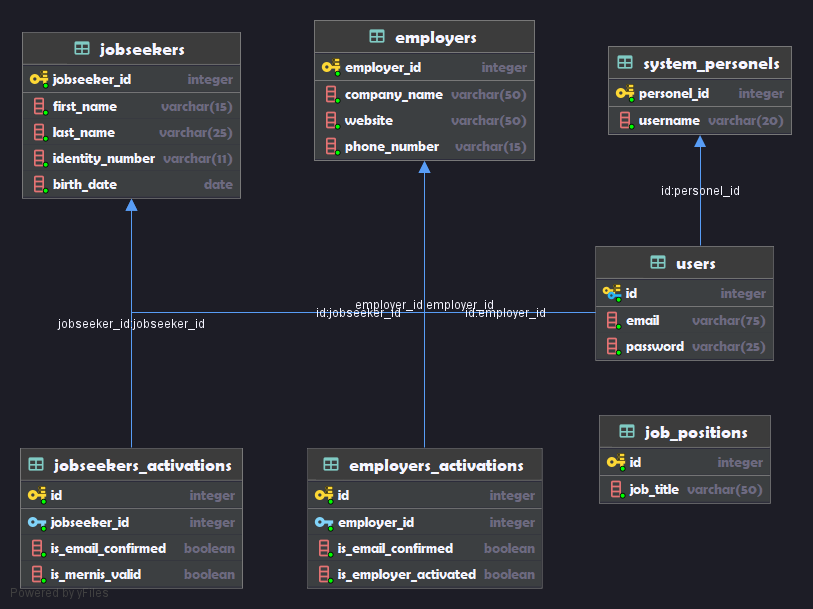 jobseekers
jobseeker_id integer
first_name varchar(15)
last_name varchar(25)
identity_number varchar(11)
birth_date date
employers
employer_id integer
company_name varchar(50)
website varchar(50)
phone_number varchar(15)
system_personels
personel_id integer
username varchar(20)
id:personel_id
users
id integer
email varchar(75)
password varchar(25)
employer_id:employer_id
id:jobseeker_id
id:employer_id
jobseeker_id:jobseeker_id
job_positions
id integer
job_title varchar(50)
jobseekers_activations
id integer
jobseeker_id integer
is_email_confirmed boolean
is_mernis_valid boolean
employers_activations
id integer
employer_id integer
is_email_confirmed boolean
is_employer_activated boolean
Powered by yFiles